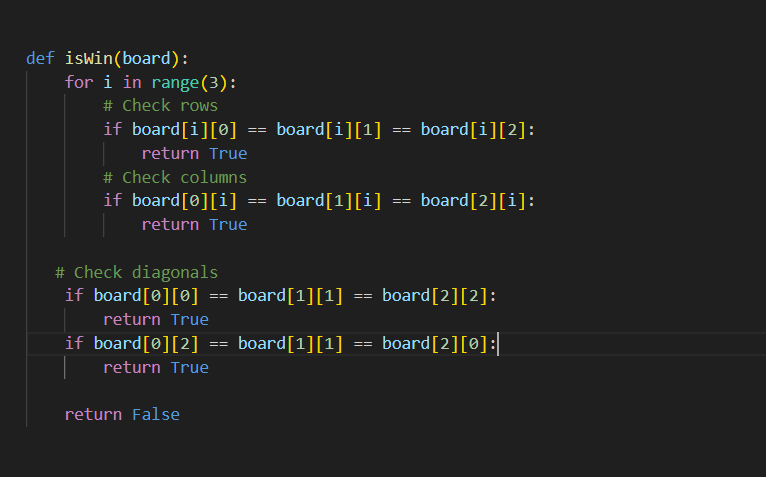 def isWin(board):
    for i in range(3):
        # Check rows
        if board[i][0] == board[i][1] == board[i][2]:
            return True
        # Check columns
        if board[0][i] == board[1][i] == board[2][i]:
            return True
   # Check diagonals
    if board[0][0] == board[1][1] == board[2][2]:
        return True
    if board[0][2] == board[1][1] == board[2][0]:
        return True
    return False